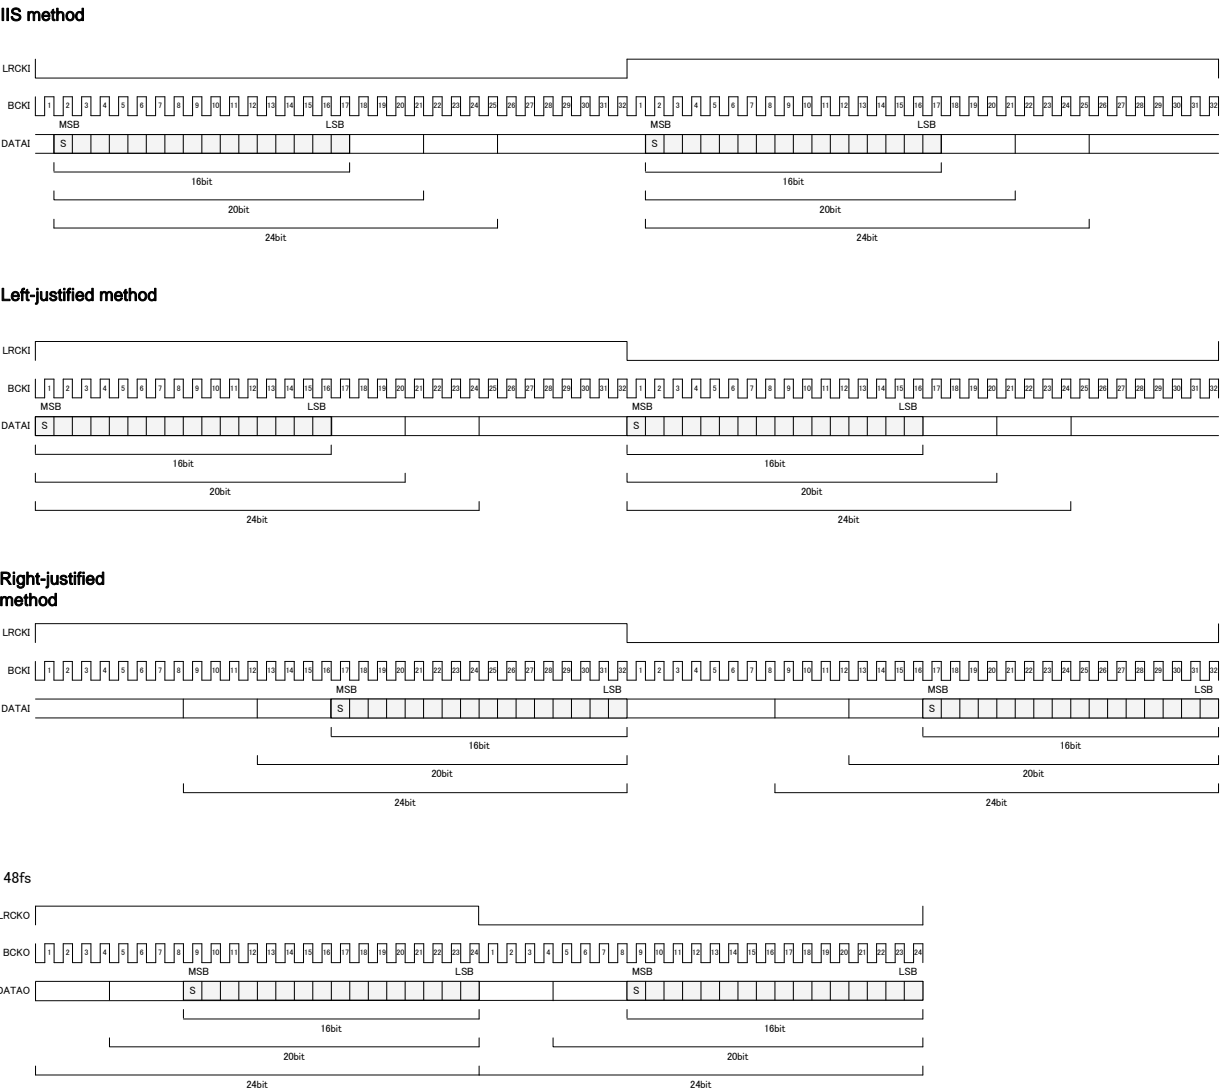 IIS method
LRCKI
BCKI 1 2 3 4 5 6 7 8 9 10 11 12 13 14 15 16 17 18 19 20 21 22 23 24 25 26 27 28 29 30 31 32 1 2 3 4 5 6 7 8 9 10 11 12 13 14 15 16 17 18 19 20 21 22 23 24 25 26 27 28 29 30 31 32
MSB LSB MSB LSB
DATAI S S
16bit 16bit
20bit 20bit
24bit 24bit
Left-justified method
LRCKI
BCKI 1 2 3 4 5 6 7 8 9 10 11 12 13 14 15 16 17 18 19 20 21 22 23 24 25 26 27 28 29 30 31 32 1 2 3 4 5 6 7 8 9 10 11 12 13 14 15 16 17 18 19 20 21 22 23 24 25 26 27 28 29 30 31 32
MSB LSB MSB LSB
DATAI S S
16bit 16bit
20bit 20bit
24bit 24bit
Right-justified
method
LRCKI
BCKI 1 2 3 4 5 6 7 8 9 10 11 12 13 14 15 16 17 18 19 20 21 22 23 24 25 26 27 28 29 30 31 32 1 2 3 4 5 6 7 8 9 10 11 12 13 14 15 16 17 18 19 20 21 22 23 24 25 26 27 28 29 30 31 32
MSB LSB MSB LSB
DATAI S S
16bit 16bit
20bit 20bit
24bit 24bit
48fs
LRCKO
BCKO 1 2 3 4 5 6 7 8 9 10 11 12 13 14 15 16 17 18 19 20 21 22 23 24 1 2 3 4 5 6 7 8 9 10 11 12 13 14 15 16 17 18 19 20 21 22 23 24
MSB LSB MSB LSB
DATAO S S
16bit 16bit
20bit 20bit
24bit 24bit